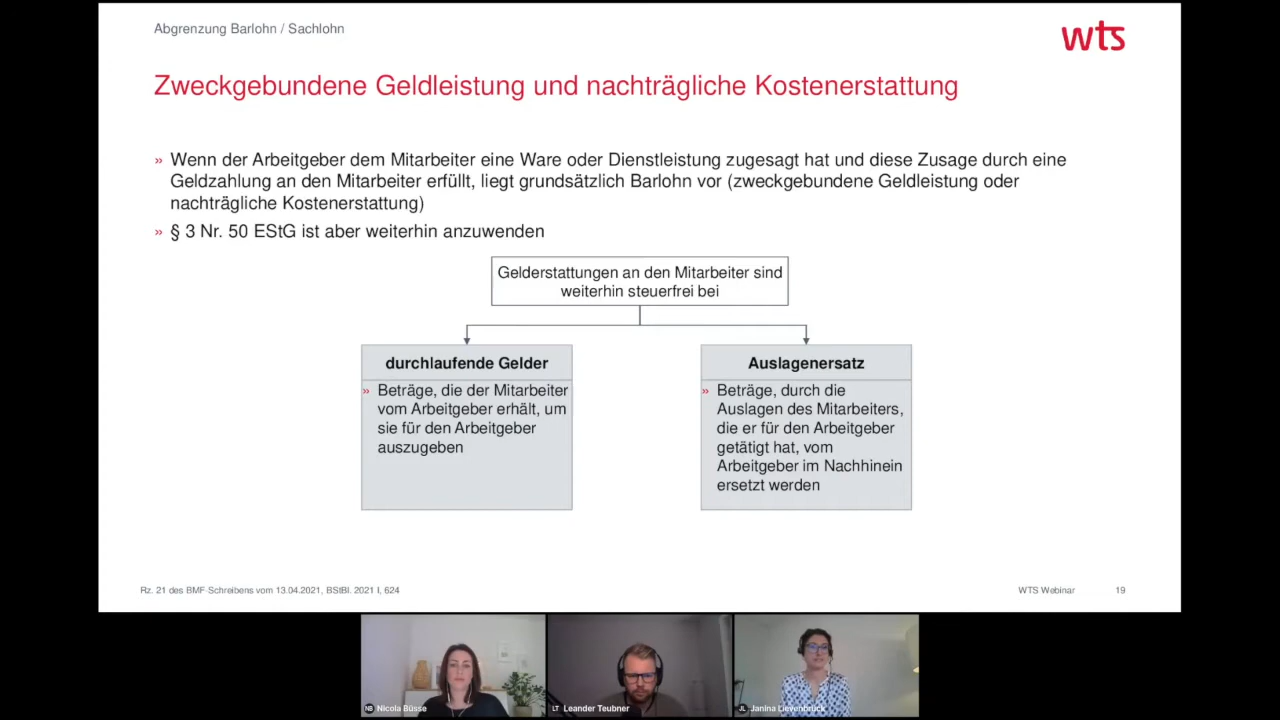 Abgrenzung Barlohn / Sachlohn
wts
Zweckgebundene Geldleistung und nachträgliche Kostenerstattung
» Wenn der Arbeitgeber dem Mitarbeiter eine Ware oder Dienstleistung zugesagt hat und diese Zusage durch eine
Geldzahlung an den Mitarbeiter erfüllt, liegt grundsätzlich Barlohn vor (zweckgebundene Geldleistung oder
nachträgliche Kostenerstattung)
» § 3 Nr. 50 EStG ist aber weiterhin anzuwenden
Gelderstattungen an den Mitarbeiter sind
weiterhin steuerfrei bei
durchlaufende Gelder
» Beträge, die der Mitarbeiter
vom Arbeitgeber erhält, um
sie für den Arbeitgeber
auszugeben
Auslagenersatz
» Beträge, durch die
Auslagen des Mitarbeiters,
die er für den Arbeitgeber
getätigt hat, vom
Arbeitgeber im Nachhinein
ersetzt werden
Rz. 21 des BMF-Schreibens vom 13.04.2021, BStBl. 2021 I, 624
WTS Webinar
19
NB Nicola Büsse
LT Leander Teubner
JL Janina Lievenbrück